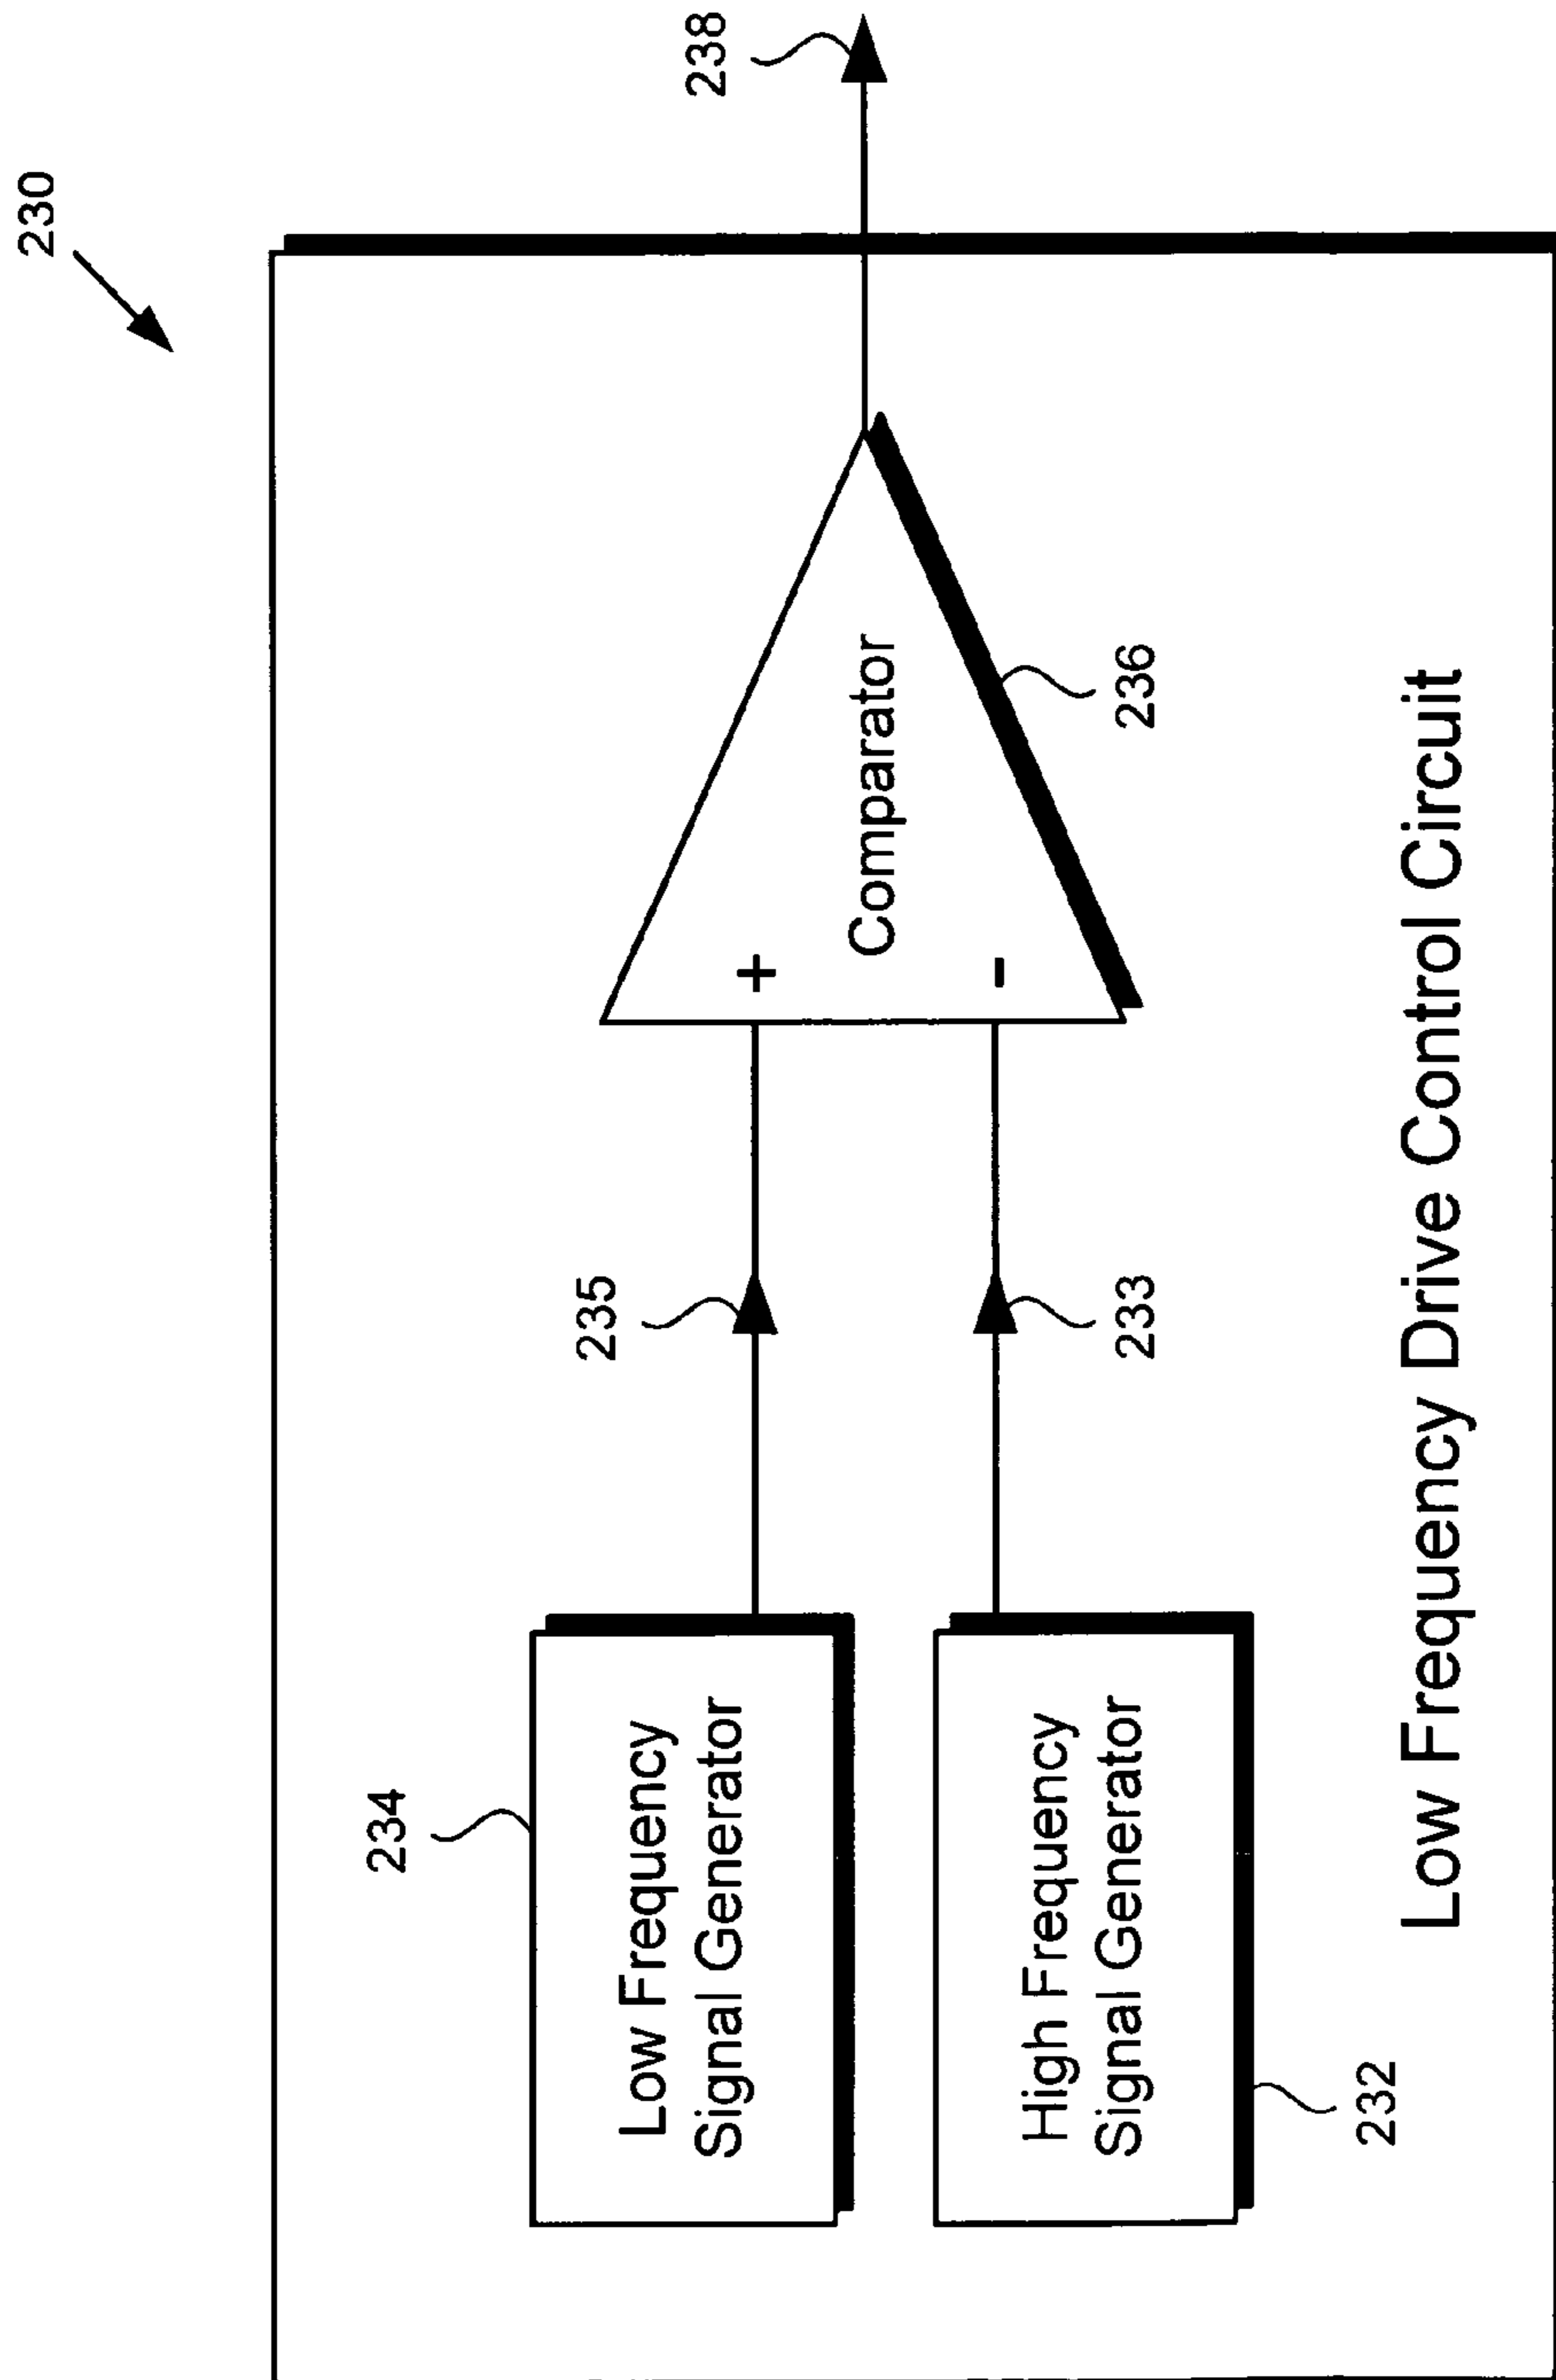 230
238
234
Low Frequency
Signal Generator
235
+
Comparator
-
236
High Frequency
Signal Generator
233
232
Low Frequency Drive Control Circuit